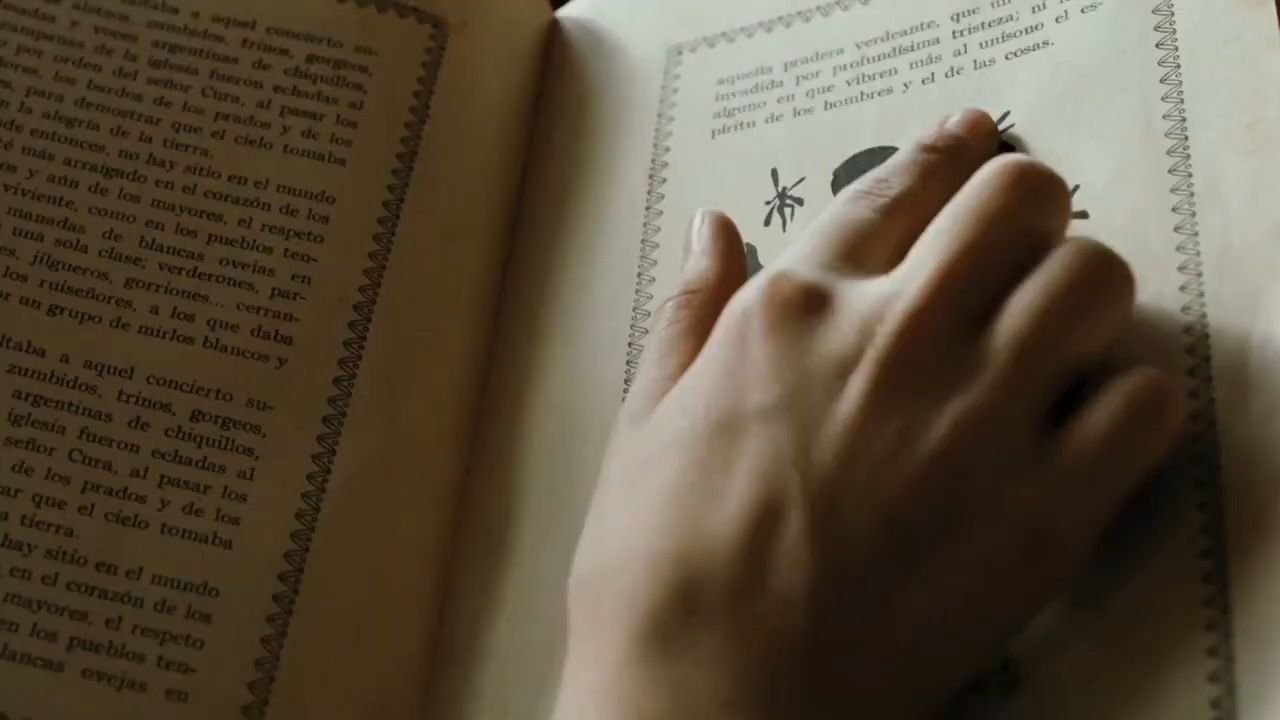 saltaba a aquel concierto su-
aleteos, zumbidos, trinos, gorgeos,
y voces argentinas de chiquillos,
campanas de la iglesia fueron echadas al
por orden del señor Cura, al pasar los
los bardos de los prados y de los
para demostrar que el cielo tomaba
la alegría de la tierra.
entonces, no hay sitio en el mundo
más arraigado en el corazón de los
y aún de los mayores, el respeto
viviente, como en los pueblos ten-
manadas de blancas ovejas en
una sola clase; verderones, par-
jilgueros, gorriones... cerran-
los ruiseñores, a los que daba
un grupo de mirlos blancos y
ltaba a aquel concierto su-
zumbidos, trinos, gorgeos,
argentinas de chiquillos,
iglesia fueron echadas al
señor Cura, al pasar los
de los prados y de los
que el cielo tomaba
tierra.
hay sitio en el mundo
en el corazón de los
mayores, el respeto
en los pueblos ten-
lancas ovejas en
aquella pradera verdeante, que un
invadida por profundísima tristeza; ni
alguno en que vibren más al unísono el es-
píritu de los hombres y el de las cosas.